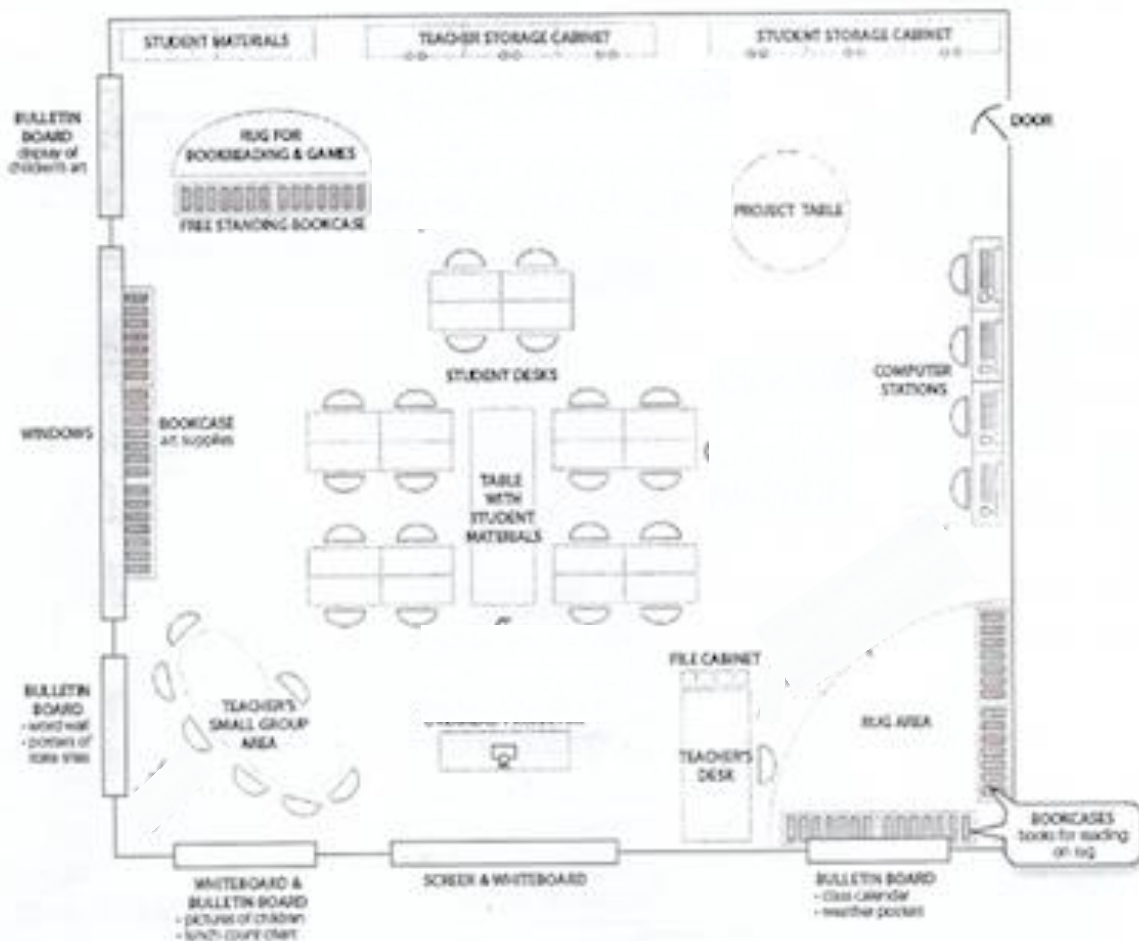 STUDENT MATERIALS
TEACHER STORAGE CABINET
STUDENT STORAGE CABINET
BULLETIN
BOARD
display of
children's art
DOOR
RUG FOR
BOOKREADING & GAMES
FREE STANDING BOOKCASE
PROJECT TABLE
STUDENT DESKS
COMPUTER
STATIONS
WINDOWS
BOOKCASE
art supplies
TABLE
WITH
STUDENT
MATERIALS
FILE CABINET
BULLETIN
BOARD
- word wall
- posters of
TEACHER'S
SMALL GROUP
AREA
RUG AREA
TEACHER'S
DESK
BOOKCASES
books for reading
on rug
WHITEBOARD &
BULLETIN BOARD
- pictures of children
- lunch count chart
SCREEN & WHITEBOARD
BULLETIN BOARD
- class calendar
- weather posters